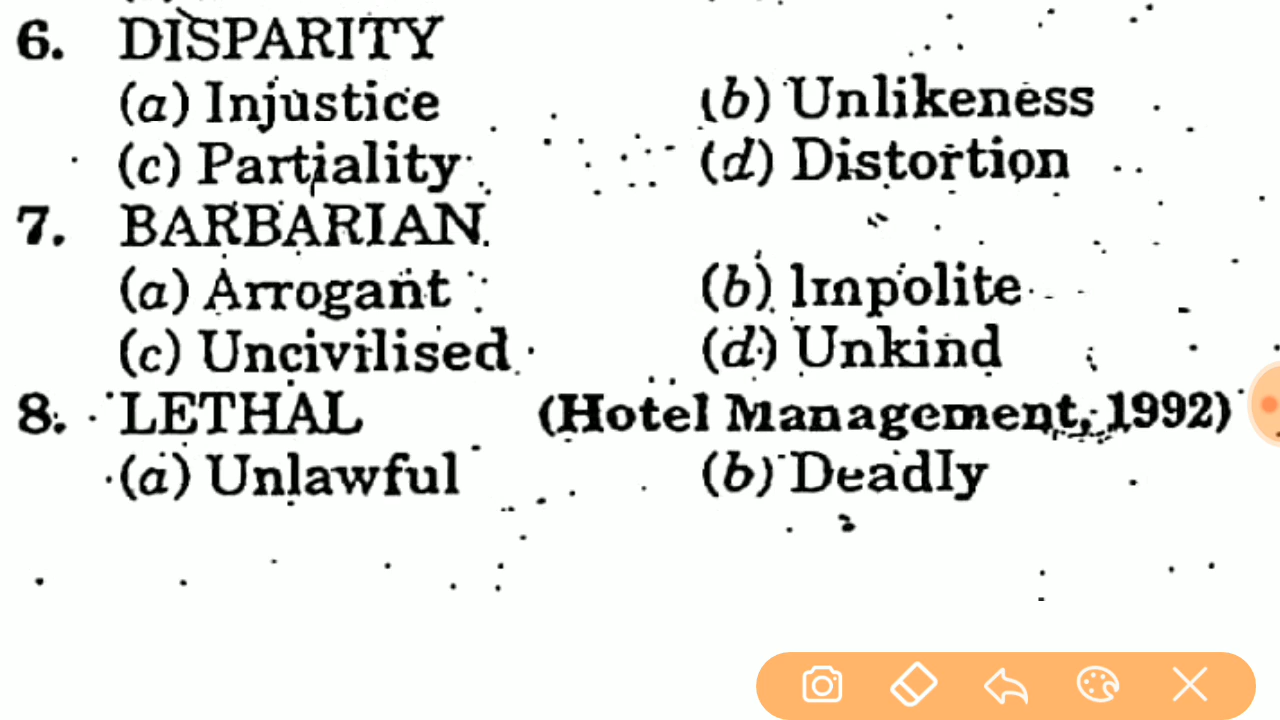 6. DISPARITY
(a) Injustice (b) Unlikeness
(c) Partiality (d) Distortion
7. BARBARIAN
(a) Arrogant (b) Impolite
(c) Uncivilised (d) Unkind
8. LETHAL (Hotel Management, 1992)
(a) Unlawful (b) Deadly